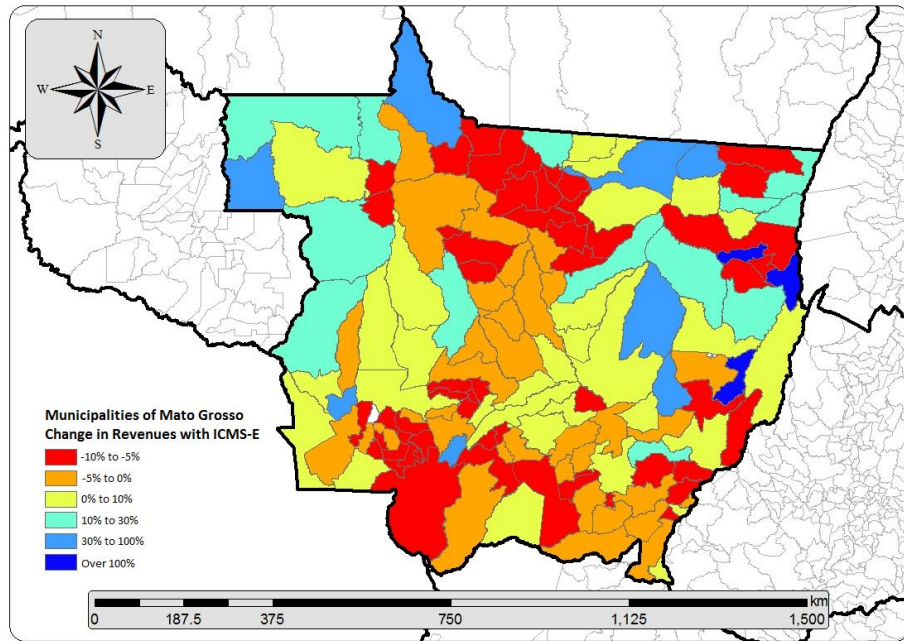 N
W E
S
Municipalities of Mato Grosso
Change in Revenues with ICMS-E
-10% to -5%
-5% to 0%
0% to 10%
10% to 30%
30% to 100%
Over 100%
km
0 187.5 375 750 1,125 1,500